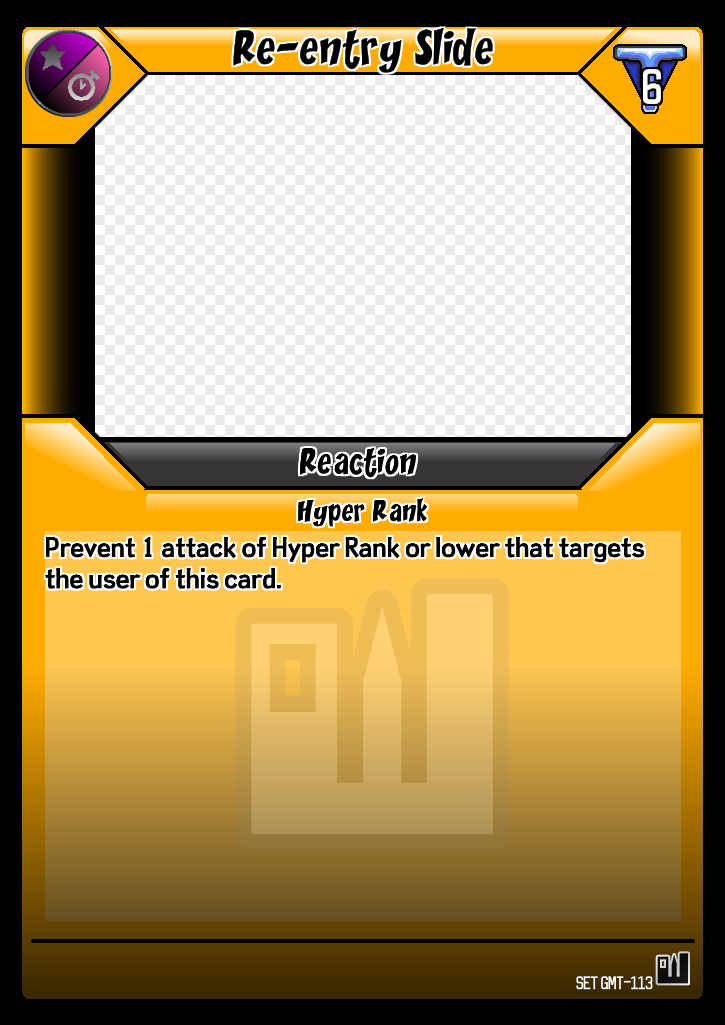 Re-entry Slide
6
Reaction
Hyper Rank
Prevent 1 attack of Hyper Rank or lower that targets
the user of this card.
SET GMT-113